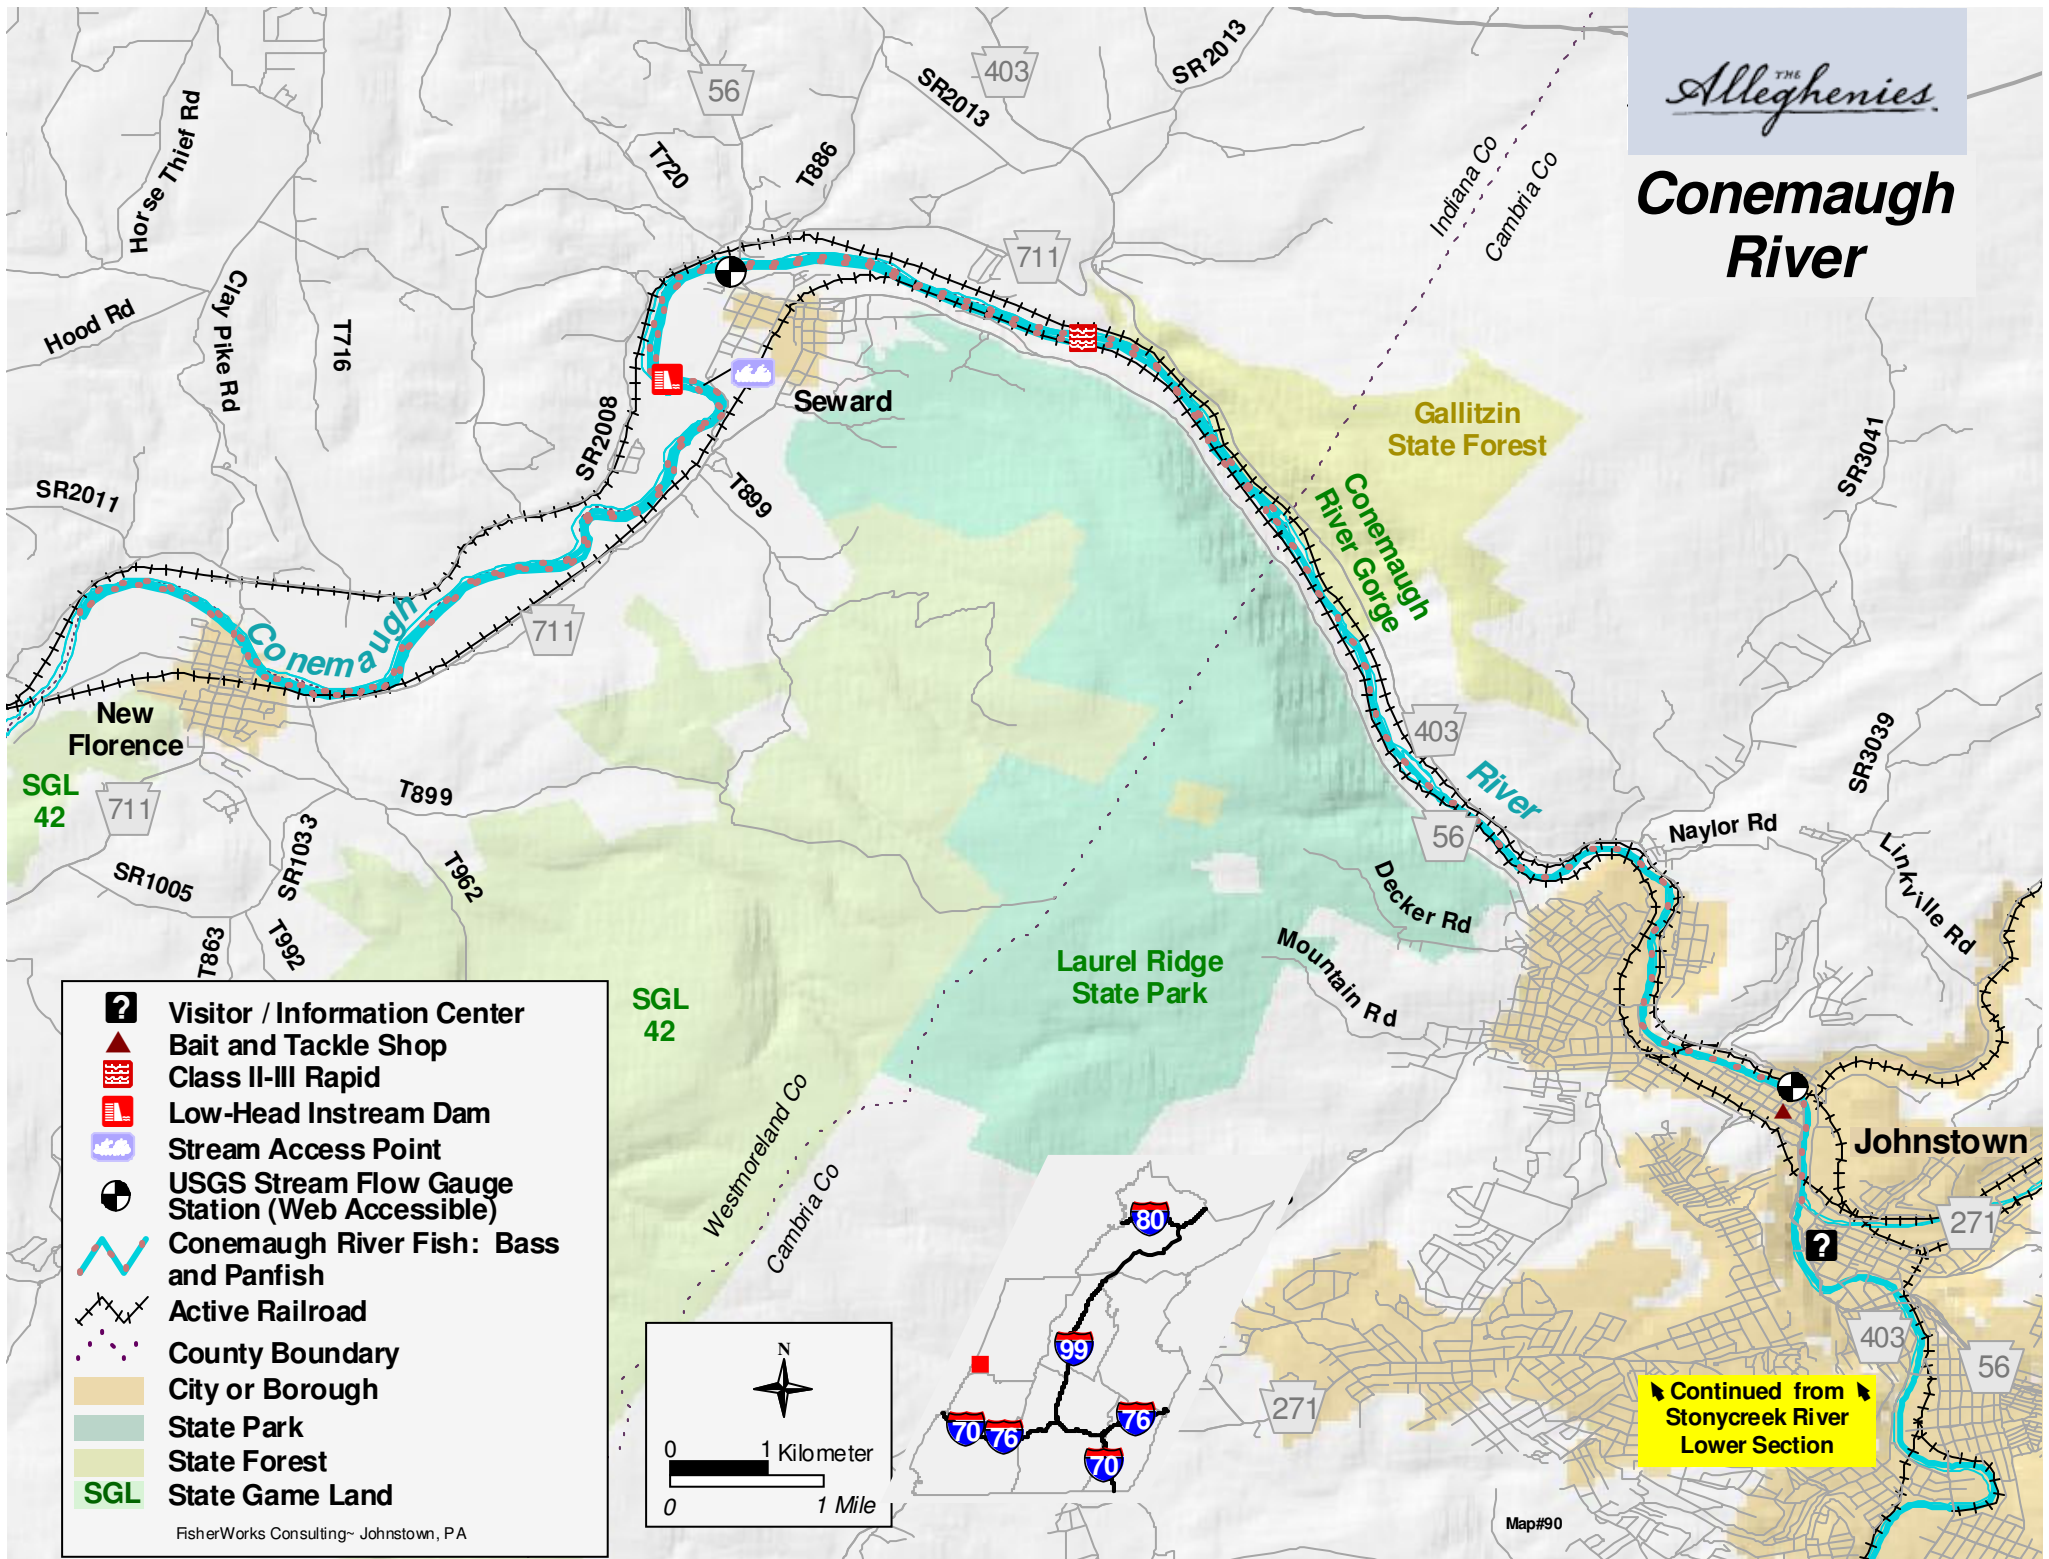 THE
Alleghenies
Conemaugh
River
56
403
SR2013
SR2013
Horse Thief Rd
T720
T886
Indiana Co
Cambria Co
711
Hood Rd
Clay Pike Rd
T716
SR2008
Seward
Gallitzin
State Forest
SR3041
SR2011
T899
Conemaugh
River Gorge
Conemaugh
711
New
Florence
403
River
SR3039
SGL
42
711
T899
56
Naylor Rd
Linkville Rd
SR1033
SR1005
T962
Decker Rd
T863
T992
Mountain Rd
Laurel Ridge
State Park
SGL
42
Westmoreland Co
Cambria Co
Johnstown
271
403
56
271
Continued from
Stonycreek River
Lower Section
Map#90
?
? Visitor / Information Center
Bait and Tackle Shop
Class II-III Rapid
Low-Head Instream Dam
Stream Access Point
USGS Stream Flow Gauge
Station (Web Accessible)
Conemaugh River Fish: Bass
and Panfish
Active Railroad
County Boundary
City or Borough
State Park
State Forest
SGL State Game Land
FisherWorks Consulting~ Johnstown, PA
N
0 1 Kilometer
0 1 Mile
80
99
70
76
76
70